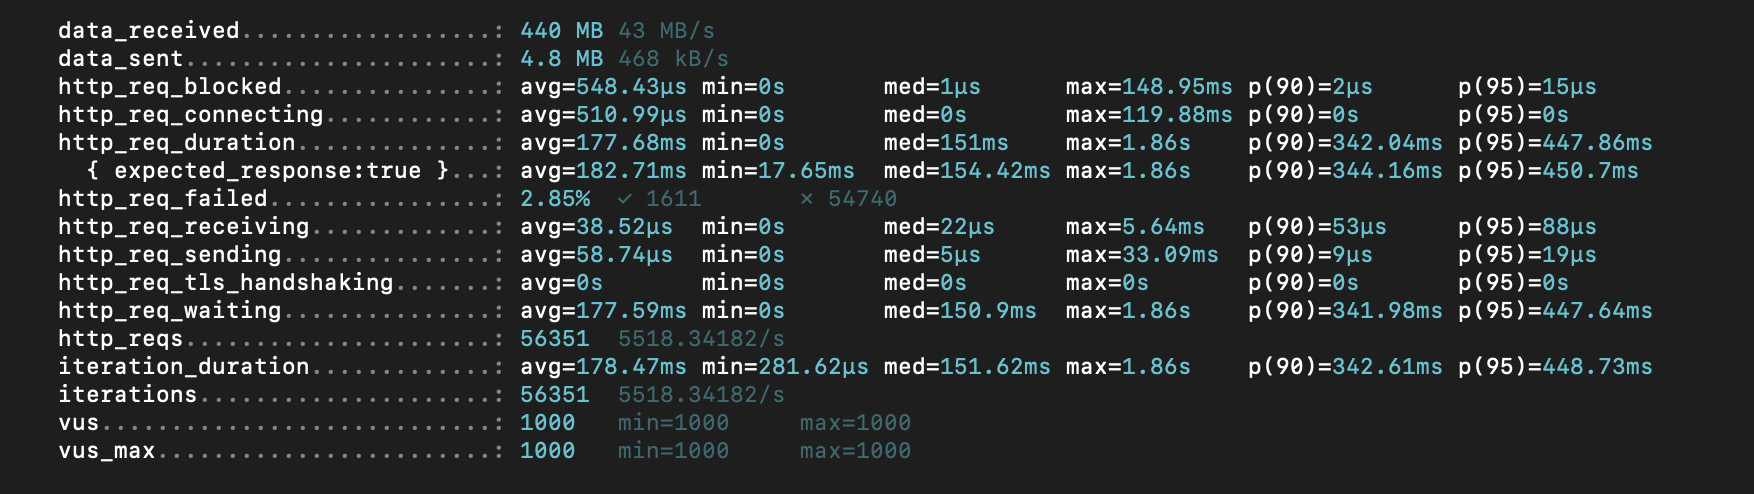 data_received..................: 440 MB 43 MB/s
data_sent......................: 4.8 MB 468 kB/s
http_req_blocked...............: avg=548.43µs min=0s       med=1µs      max=148.95ms p(90)=2µs      p(95)=15µs
http_req_connecting............: avg=510.99µs min=0s       med=0s       max=119.88ms p(90)=0s       p(95)=0s
http_req_duration..............: avg=177.68ms min=0s       med=151ms    max=1.86s    p(90)=342.04ms p(95)=447.86ms
  { expected_response:true }...: avg=182.71ms min=17.65ms  med=154.42ms max=1.86s    p(90)=344.16ms p(95)=450.7ms
http_req_failed................: 2.85%  ✓ 1611       ✗ 54740
http_req_receiving.............: avg=38.52µs  min=0s       med=22µs     max=5.64ms   p(90)=53µs     p(95)=88µs
http_req_sending...............: avg=58.74µs  min=0s       med=5µs      max=33.09ms  p(90)=9µs      p(95)=19µs
http_req_tls_handshaking.......: avg=0s       min=0s       med=0s       max=0s       p(90)=0s       p(95)=0s
http_req_waiting...............: avg=177.59ms min=0s       med=150.9ms  max=1.86s    p(90)=341.98ms p(95)=447.64ms
http_reqs......................: 56351  5518.34182/s
iteration_duration.............: avg=178.47ms min=281.62µs med=151.62ms max=1.86s    p(90)=342.61ms p(95)=448.73ms
iterations.....................: 56351  5518.34182/s
vus............................: 1000   min=1000     max=1000
vus_max........................: 1000   min=1000     max=1000